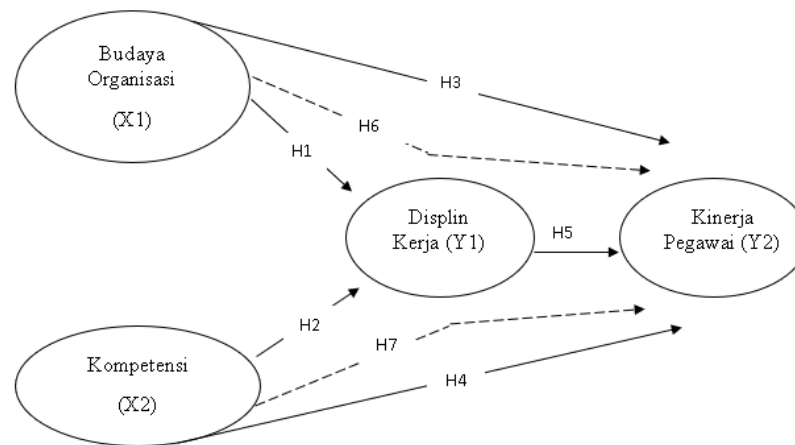 Budaya
Organisasi
(X1)
H3
H6
H1
Displin
Kerja (Y1)
H5
Kinerja
Pegawai (Y2)
H2
H7
H4
Kompetensi
(X2)